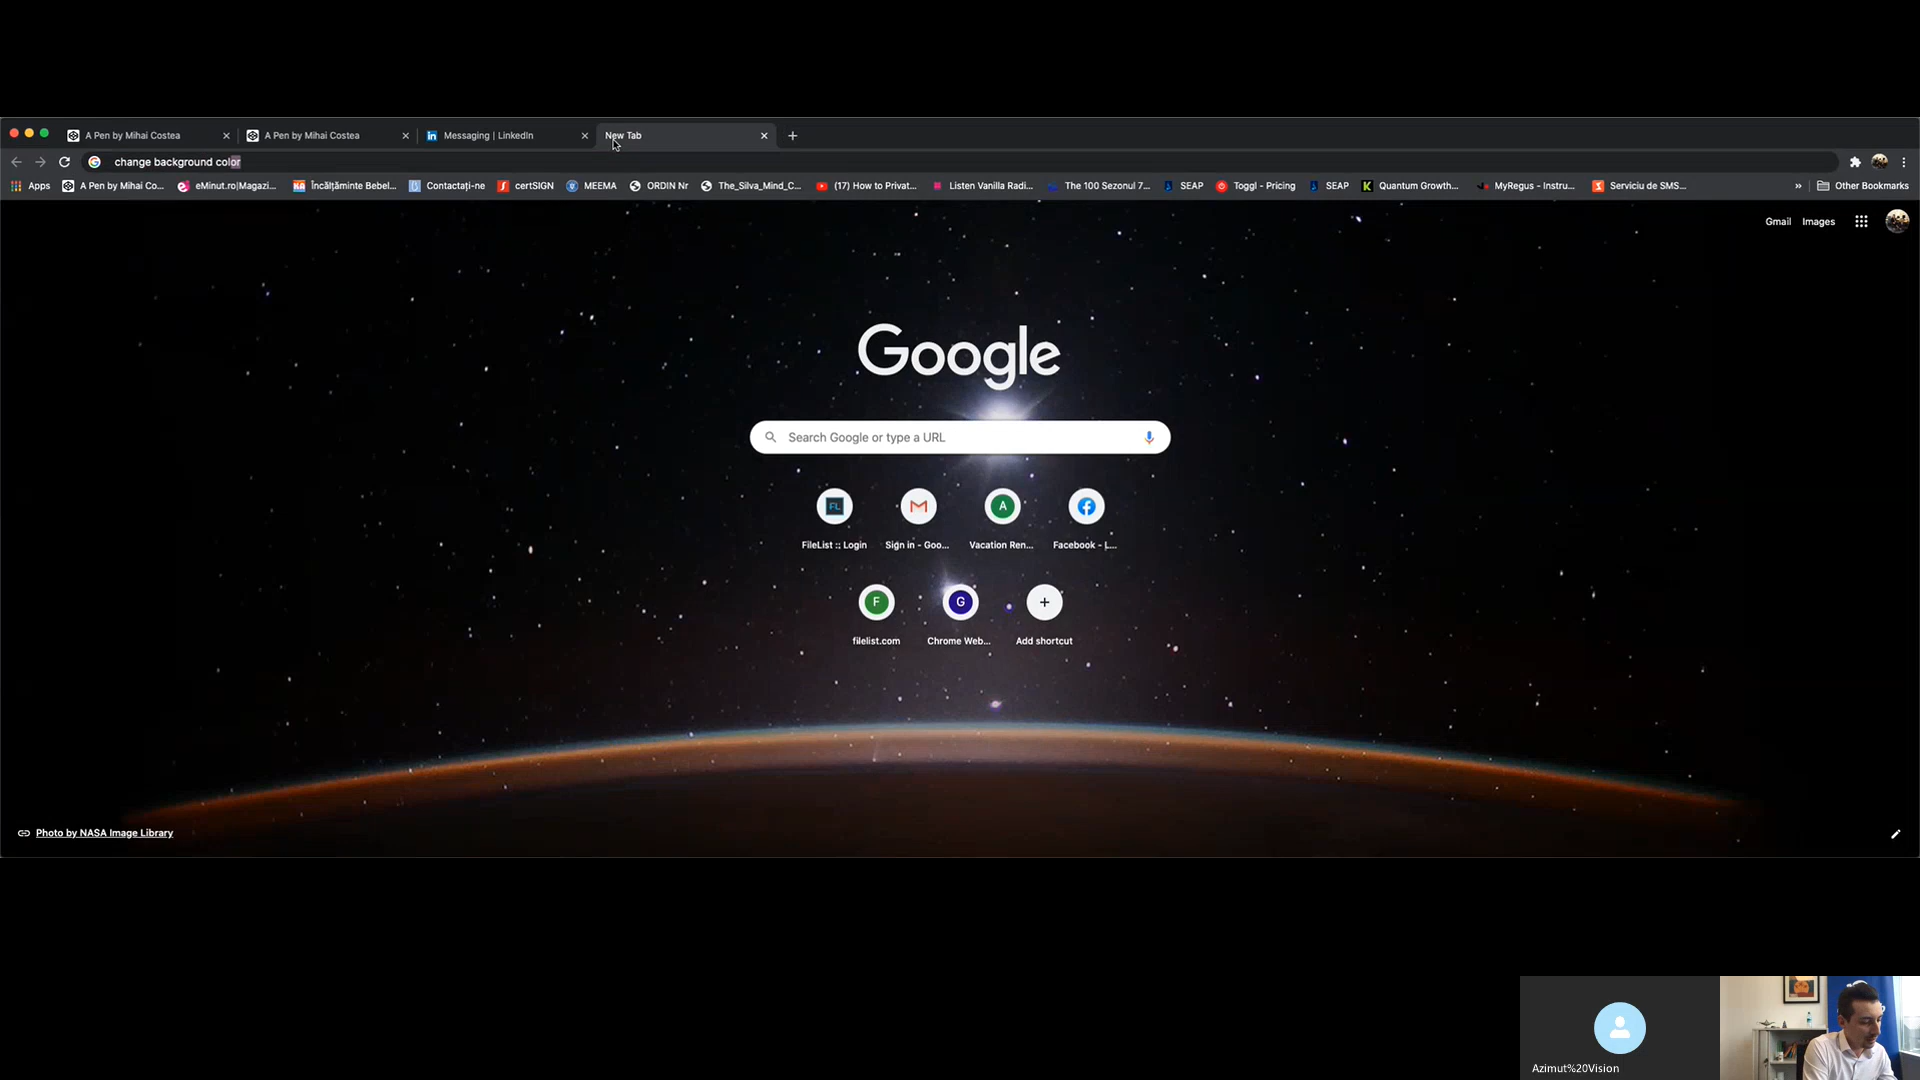 A Pen by Mihai Costea
A Pen by Mihai Costea
in Messaging | LinkedIn
New Tab
change background color
Apps
A Pen by Mihai Co...
eMinut.ro|Magazi...
Încălțăminte Bebel...
Contactați-ne
certSIGN
MEEMA
ORDIN Nr
The_Silva_Mind_C...
(17) How to Privat...
Listen Vanilla Radi...
The 100 Sezonul 7...
SEAP
Toggl - Pricing
SEAP
Quantum Growth...
MyRegus - Instru...
Serviciu de SMS...
»
Other Bookmarks
Gmail
Images
Google
Search Google or type a URL
FL
A
FileList :: Login
Sign in - Goo...
Vacation Ren...
Facebook - L...
F
G
filelist.com
Chrome Web...
Add shortcut
Photo by NASA Image Library
Azimut%20Vision